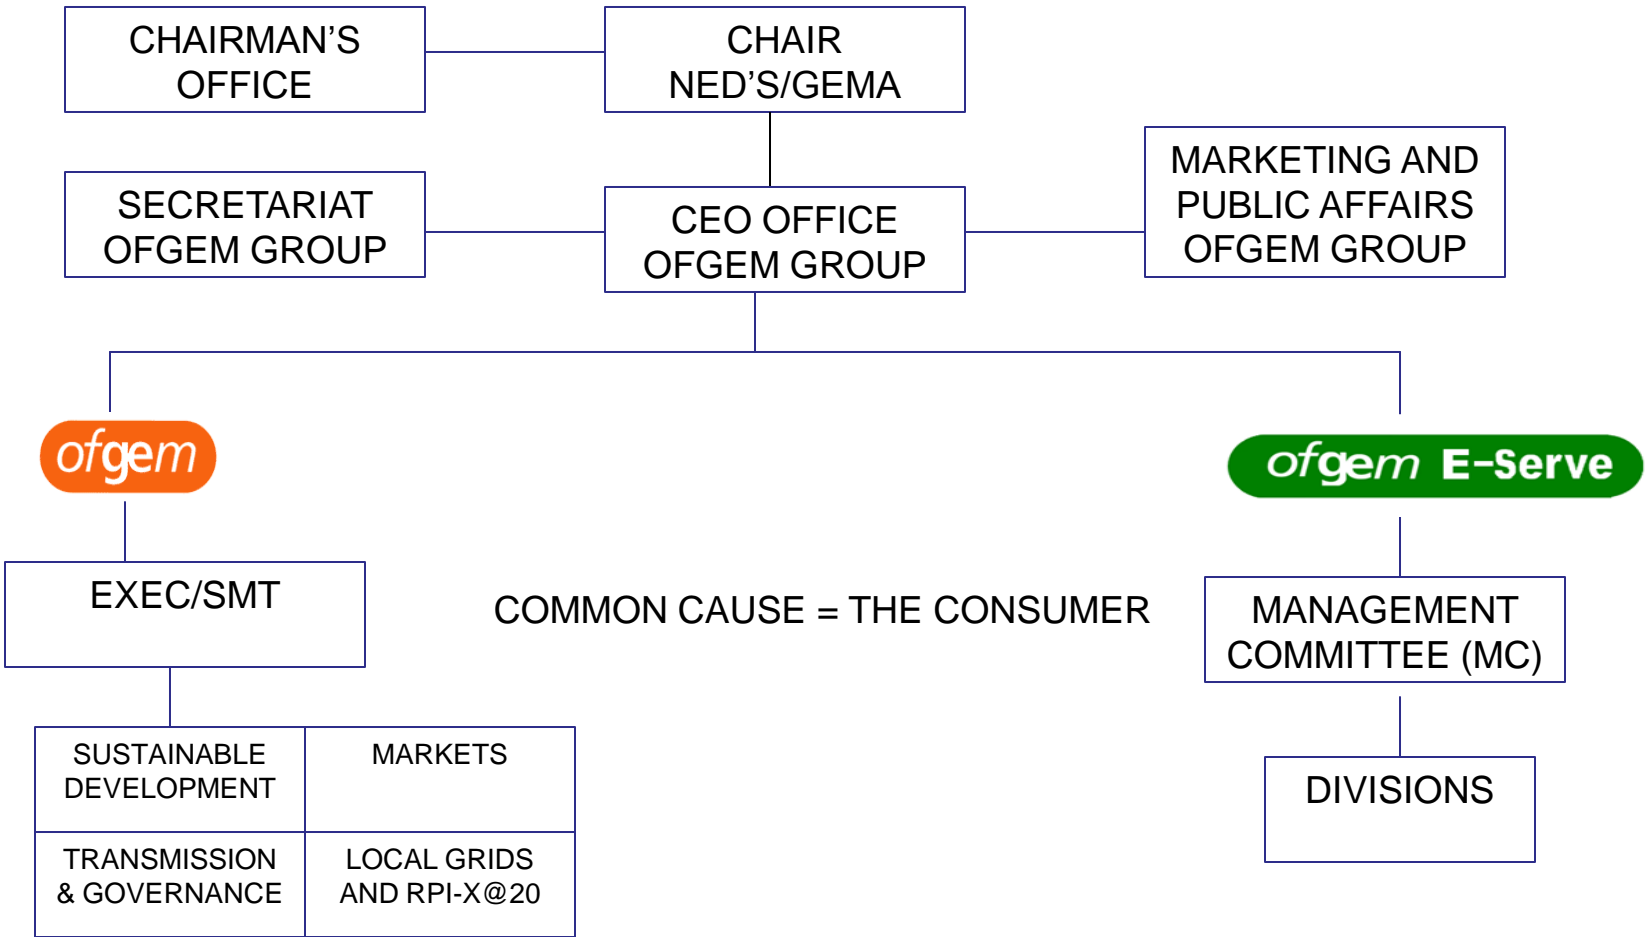 CHAIRMAN'S
OFFICE
CHAIR
NED'S/GEMA
SECRETARIAT
OFGEM GROUP
CEO OFFICE
OFGEM GROUP
MARKETING AND
PUBLIC AFFAIRS
OFGEM GROUP
ofgem
ofgem E-Serve
EXEC/SMT
COMMON CAUSE = THE CONSUMER
MANAGEMENT
COMMITTEE (MC)
SUSTAINABLE
DEVELOPMENT
MARKETS
TRANSMISSION
& GOVERNANCE
LOCAL GRIDS
AND RPI-X@20
DIVISIONS